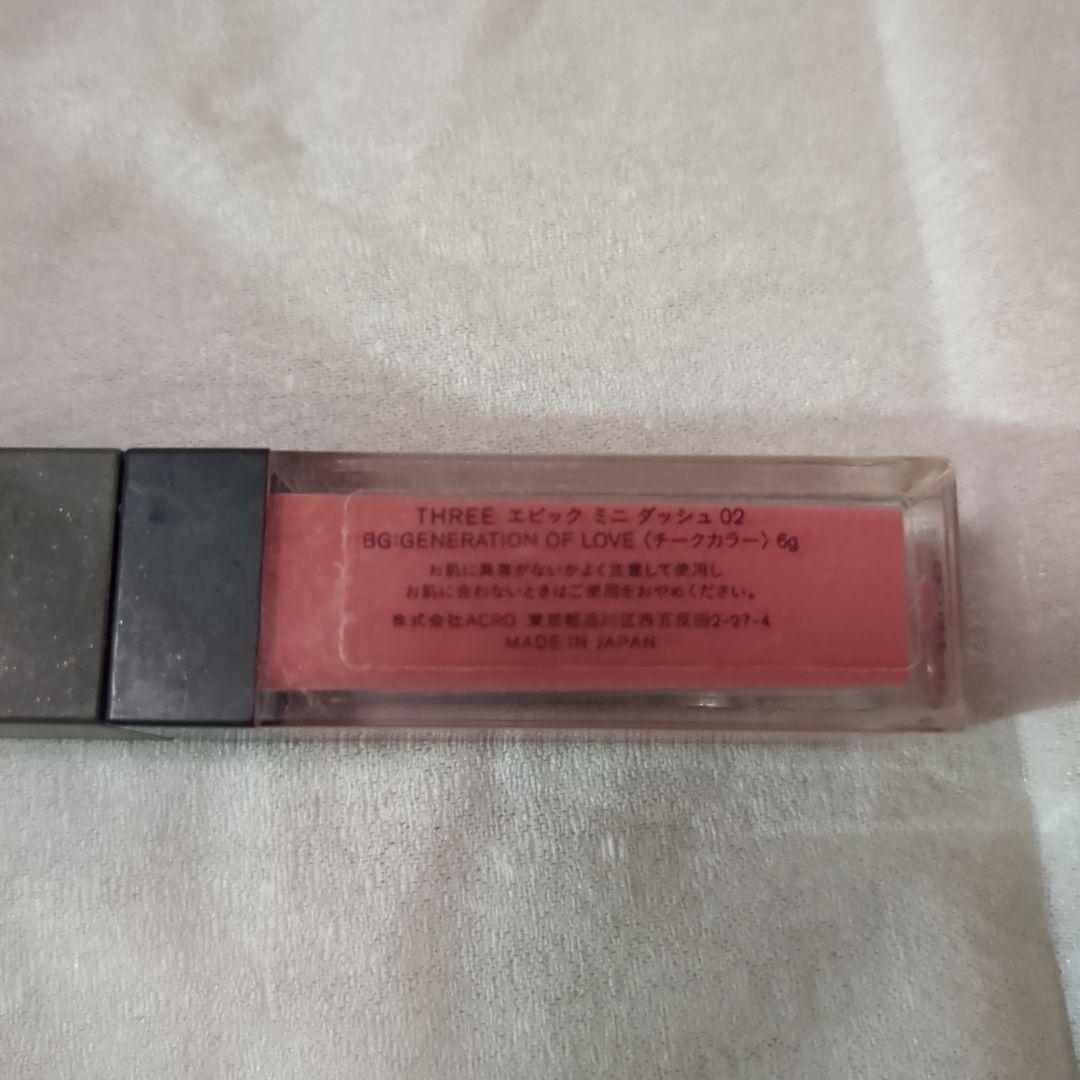 THREE エピック ミニ ダッシュ 02
BG:GENERATION OF LOVE〈チークカラー〉6g
お肌に異常がないかよく注意して使用し
お肌に合わないときはご使用をおやめください。
株式会社ACRO 東京都品川区西五反田2-27-4
MADE IN JAPAN